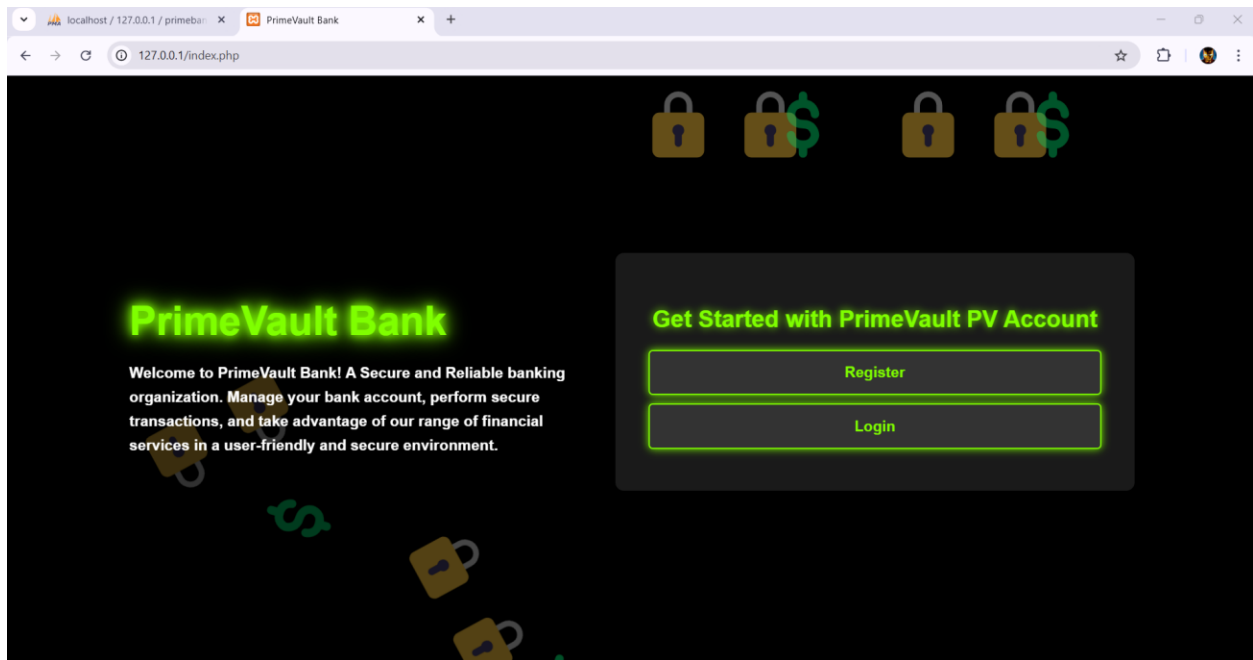 localhost / 127.0.0.1 / primeban
PrimeVault Bank
127.0.0.1/index.php
PrimeVault Bank
Welcome to PrimeVault Bank! A Secure and Reliable banking
organization. Manage your bank account, perform secure
transactions, and take advantage of our range of financial
services in a user-friendly and secure environment.
Get Started with PrimeVault PV Account
Register
Login